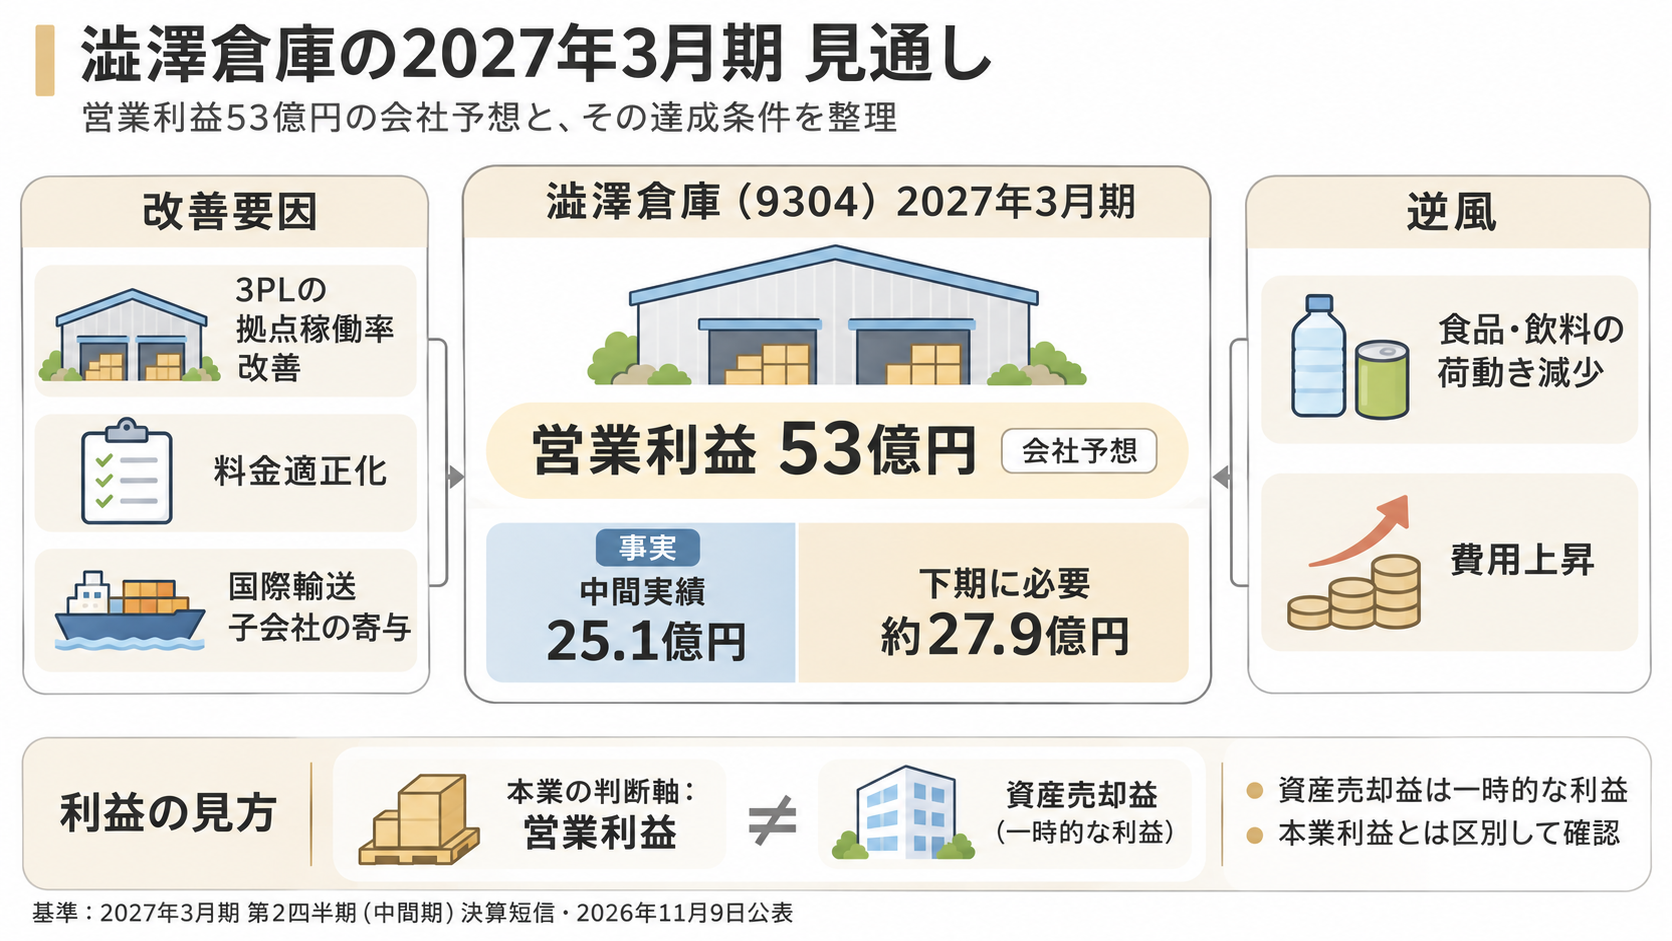 澁澤倉庫の2027年3月期 見通し
営業利益53億円の会社予想と、その達成条件を整理
改善要因
3PLの
拠点稼働率
改善
料金適正化
国際輸送
子会社の寄与
澁澤倉庫（9304）2027年3月期
営業利益 53億円
会社予想
事実
中間実績
25.1億円
下期に必要
約27.9億円
逆風
食品・飲料の
荷動き減少
費用上昇
利益の見方
本業の判断軸：
営業利益
≠
資産売却益
（一時的な利益）
● 資産売却益は一時的な利益
● 本業利益とは区別して確認
基準：2027年3月期 第2四半期（中間期）決算短信・2026年11月9日公表